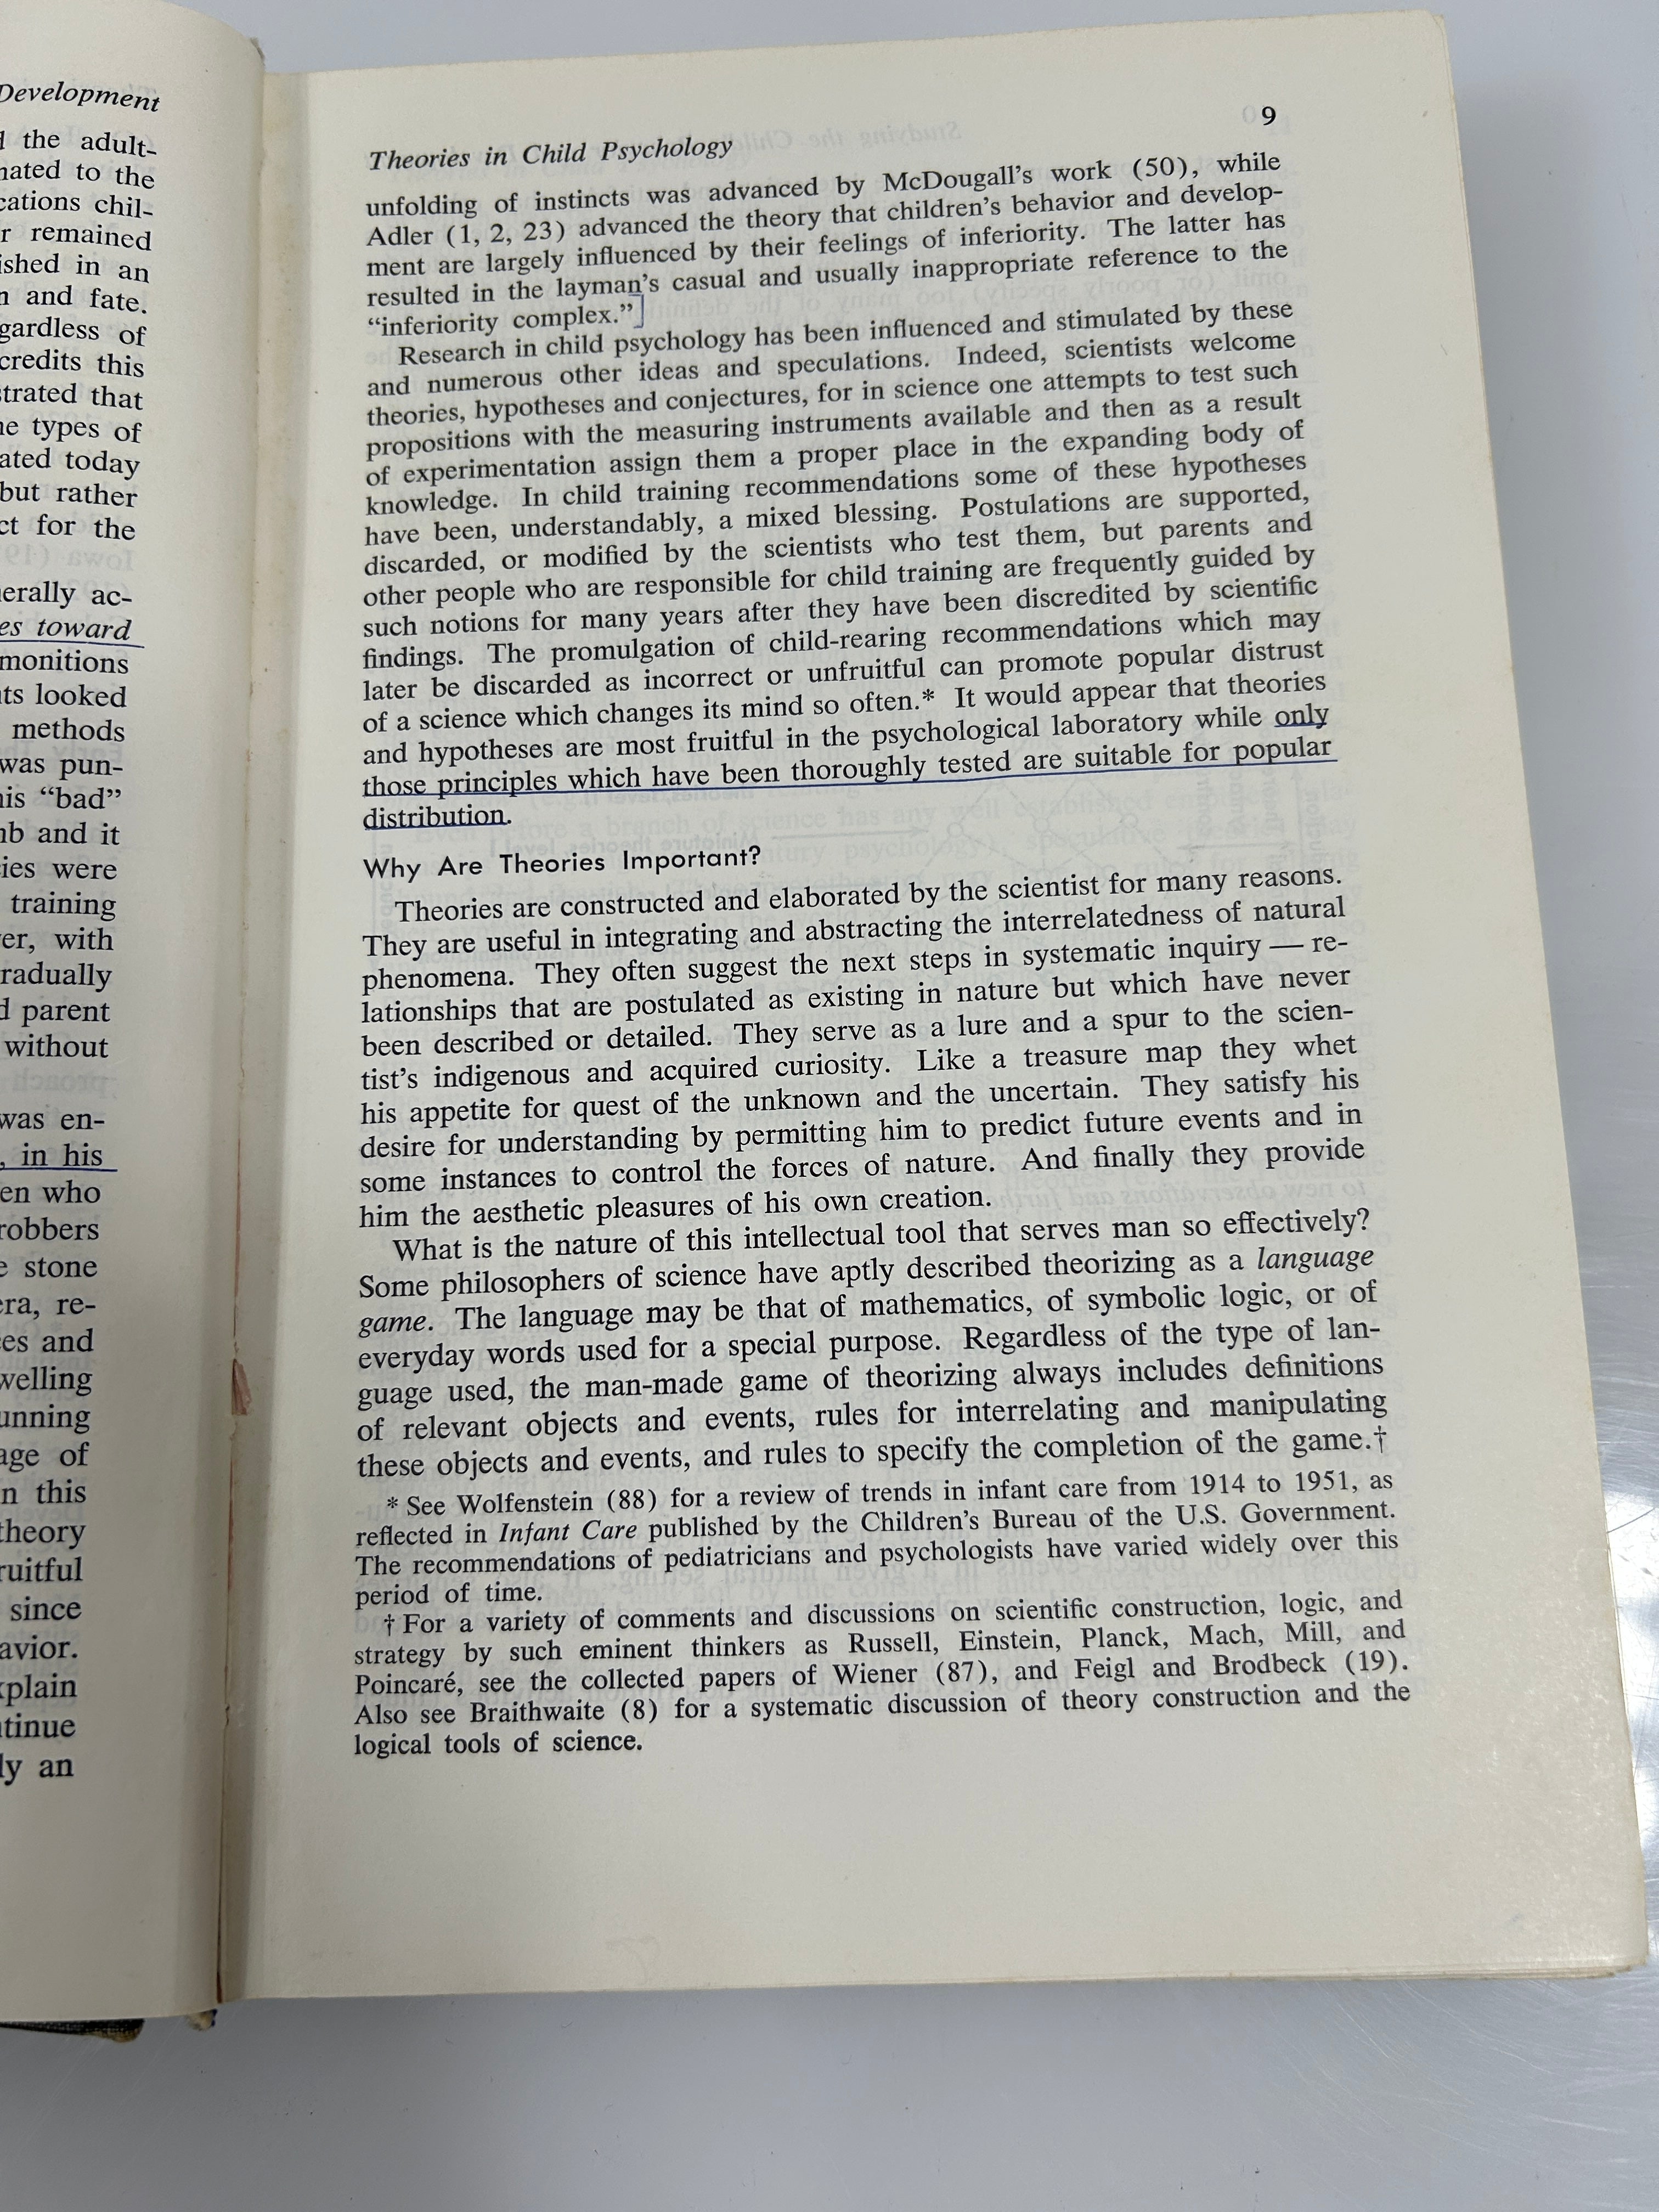 Development
the adult-
to the
chil-
remained
in an
and fate.
of
credits this
that
types of
today
but rather
for the
ac-
toward
looked
methods
was pun-
his "bad"
and it
were
training
with
parent
without
was en-
in his
who
robbers
stone
re-
and
of
this
theory
since
an
9
Theories in Child Psychology
unfolding of instincts was advanced by McDougall's work (50), while
Adler (1, 2, 23) advanced the theory that children's behavior and develop-
ment are largely influenced by their feelings of inferiority. The latter has
resulted in the layman's casual and usually inappropriate reference to the
"inferiority complex."
Research in child psychology has been influenced and stimulated by these
and numerous other ideas and speculations. Indeed, scientists welcome
theories, hypotheses and conjectures, for in science one attempts to test such
propositions with the measuring instruments available and then as a result
of experimentation assign them a proper place in the expanding body of
knowledge. In child training recommendations some of these hypotheses
have been, understandably, a mixed blessing. Postulations are supported,
discarded, or modified by the scientists who test them, but parents and
other people who are responsible for child training are frequently guided by
such notions for many years after they have been discredited by scientific
findings. The promulgation of child-rearing recommendations which may
later be discarded as incorrect or unfruitful can promote popular distrust
of a science which changes its mind so often.* It would appear that theories
and hypotheses are most fruitful in the psychological laboratory while only
those principles which have been thoroughly tested are suitable for popular
distribution.
Why Are Theories Important?
Theories are constructed and elaborated by the scientist for many reasons.
They are useful in integrating and abstracting the interrelatedness of natural
phenomena. They often suggest the next steps in systematic inquiry — re-
lationships that are postulated as existing in nature but which have never
been described or detailed. They serve as a lure and a spur to the scien-
tist's indigenous and acquired curiosity. Like a treasure map they whet
his appetite for quest of the unknown and the uncertain. They satisfy his
desire for understanding by permitting him to predict future events and in
some instances to control the forces of nature. And finally they provide
him the aesthetic pleasures of his own creation.
What is the nature of this intellectual tool that serves man so effectively?
Some philosophers of science have aptly described theorizing as a language
game. The language may be that of mathematics, of symbolic logic, or of
everyday words used for a special purpose. Regardless of the type of lan-
guage used, the man-made game of theorizing always includes definitions
of relevant objects and events, rules for interrelating and manipulating
these objects and events, and rules to specify the completion of the game.†
* See Wolfenstein (88) for a review of trends in infant care from 1914 to 1951, as
reflected in Infant Care published by the Children's Bureau of the U.S. Government.
The recommendations of pediatricians and psychologists have varied widely over this
period of time.
† For a variety of comments and discussions on scientific construction, logic, and
strategy by such eminent thinkers as Russell, Einstein, Planck, Mach, Mill, and
Poincaré, see the collected papers of Wiener (87), and Feigl and Brodbeck (19).
Also see Braithwaite (8) for a systematic discussion of theory construction and the
logical tools of science.